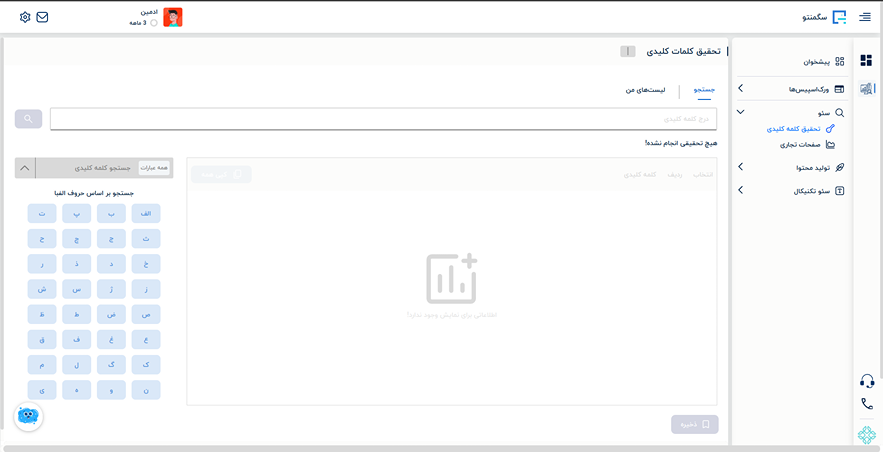 سگمنتو
ادمین
3 ماهه
پیشخوان
ورک‌اسپیس‌ها
سئو
تحقیق کلمه کلیدی
صفحات تجاری
تولید محتوا
سئو تکنیکال
تحقیق کلمات کلیدی
جستجو
لیست‌های من
درج کلمه کلیدی
هیچ تحقیقی انجام نشده!
انتخاب ردیف کلمه کلیدی
اطلاعاتی برای نمایش وجود ندارد!
ذخیره
همه عبارات جستجو کلمه کلیدی
جستجو بر اساس حروف الفبا
الف ب پ ت
ث ج چ ح
خ د ذ ر
ز ژ س ش
ص ض ط ظ
ع غ ف ق
ک گ ل م
ن و ه ی